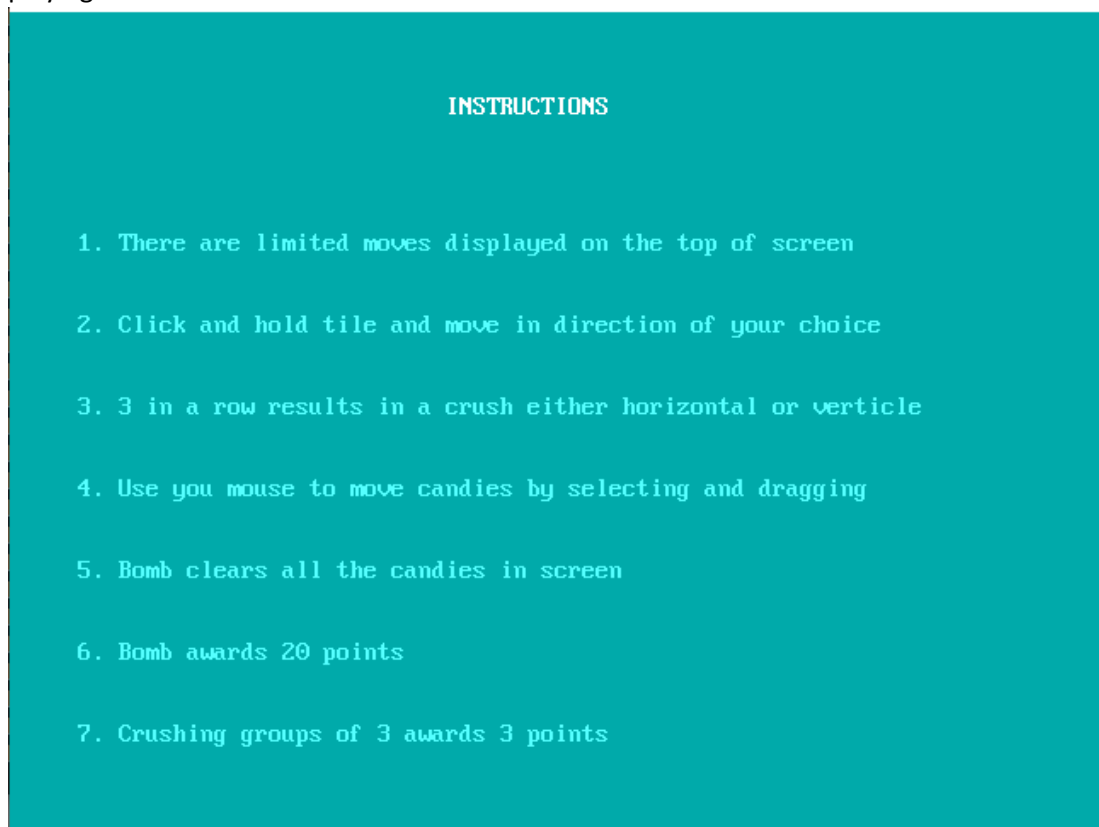 INSTRUCTIONS
1. There are limited moves displayed on the top of screen
2. Click and hold tile and move in direction of your choice
3. 3 in a row results in a crush either horizontal or verticle
4. Use you mouse to move candies by selecting and dragging
5. Bomb clears all the candies in screen
6. Bomb awards 20 points
7. Crushing groups of 3 awards 3 points